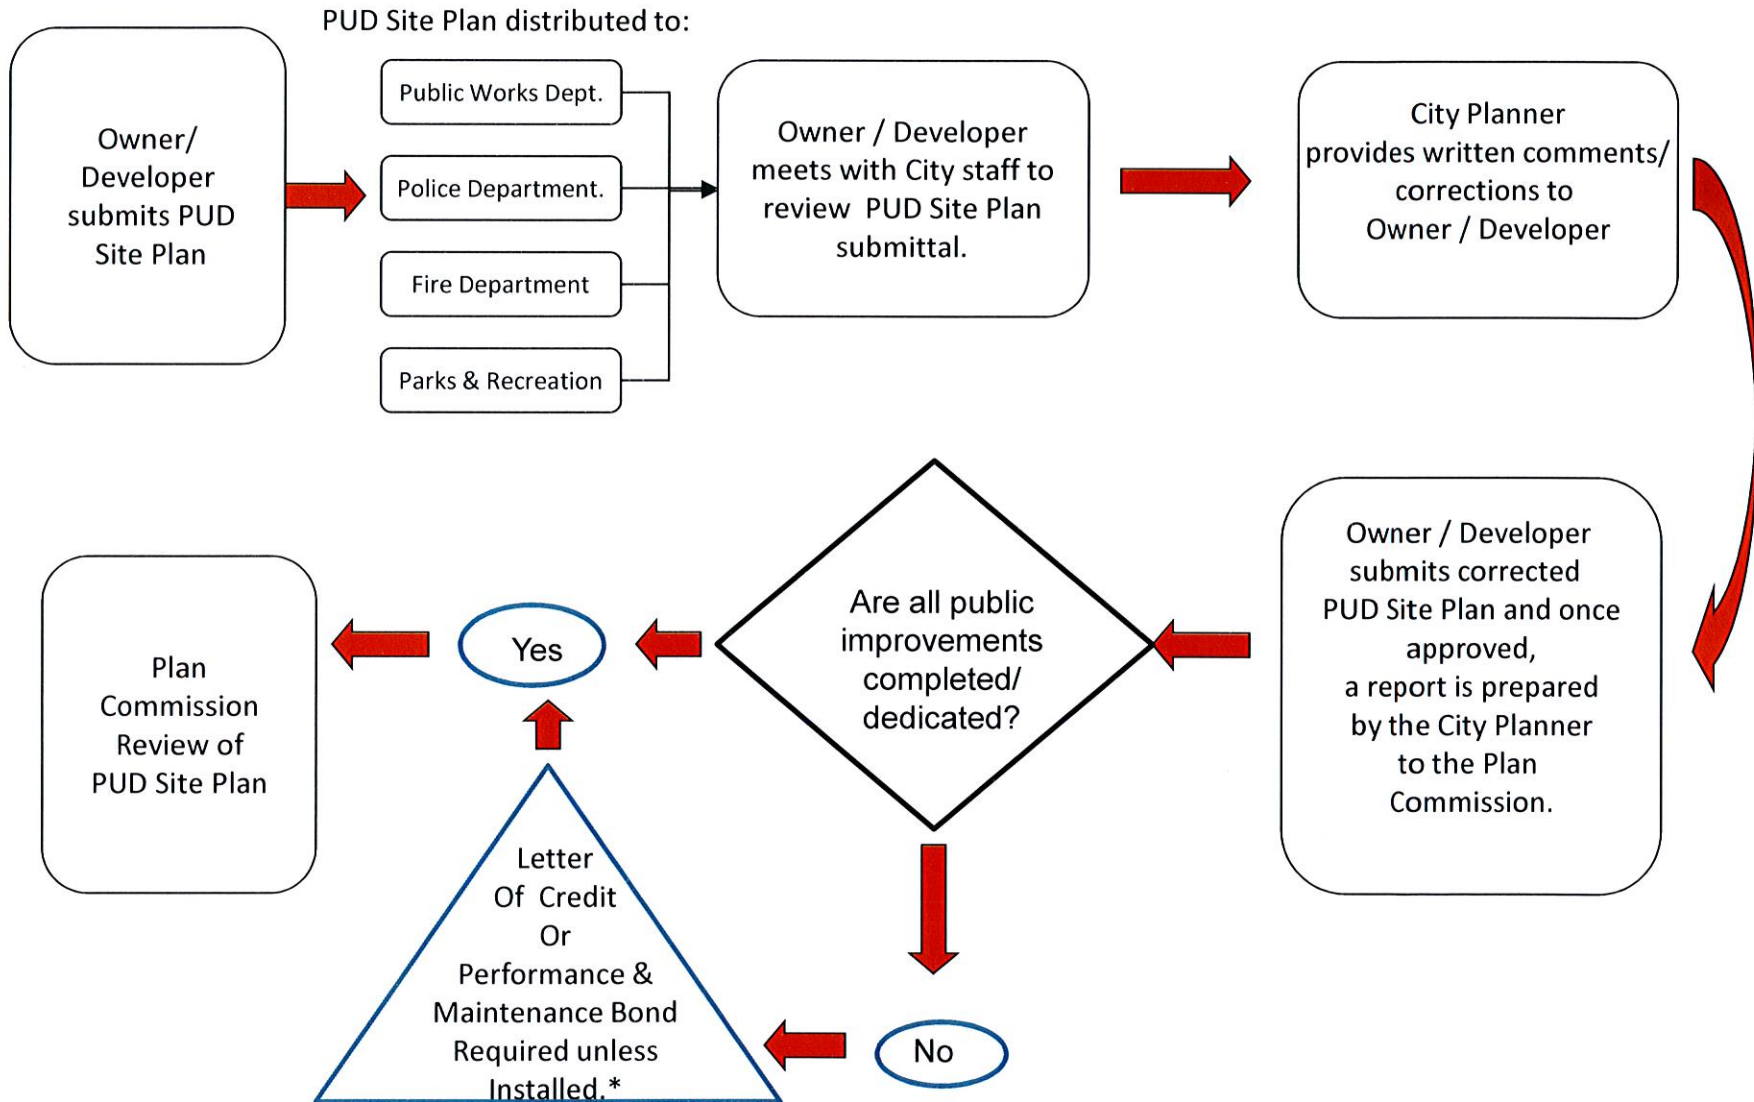 PUD Site Plan distributed to:
Owner/
Developer
submits PUD
Site Plan
Public Works Dept.
Police Department.
Fire Department
Parks & Recreation
Owner / Developer
meets with City staff to
review PUD Site Plan
submittal.
City Planner
provides written comments/
corrections to
Owner / Developer
Owner / Developer
submits corrected
PUD Site Plan and once
approved,
a report is prepared
by the City Planner
to the Plan
Commission.
Are all public
improvements
completed/
dedicated?
Yes
Plan
Commission
Review of
PUD Site Plan
No
Letter
Of Credit
Or
Performance &
Maintenance Bond
Required unless
Installed.*